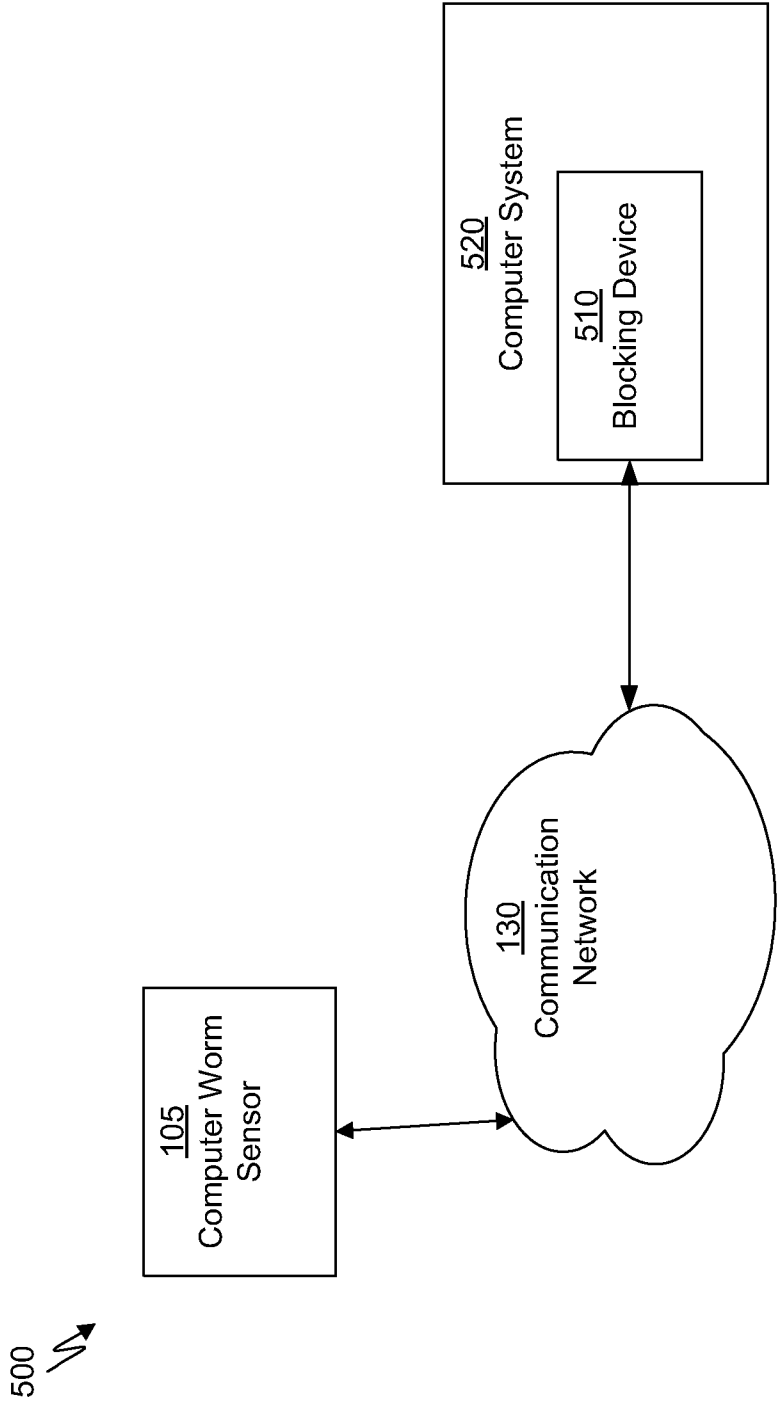 500
105
Computer Worm
Sensor
130
Communication
Network
520
Computer System
510
Blocking Device